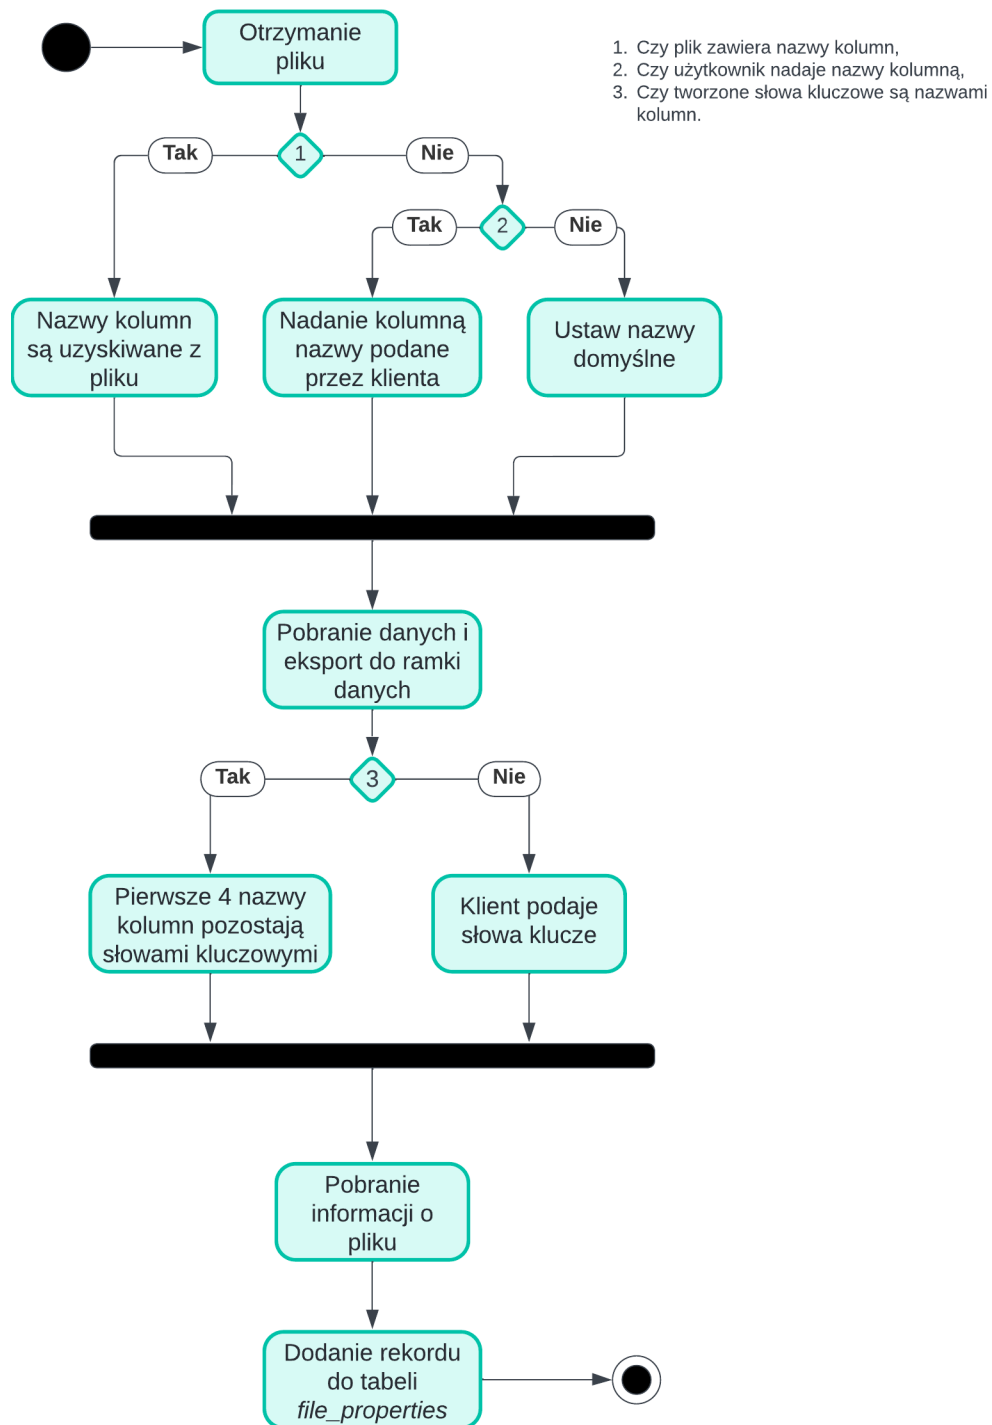 Otrzymanie
pliku
1. Czy plik zawiera nazwy kolumn,
2. Czy użytkownik nadaje nazwy kolumną,
3. Czy tworzone słowa kluczowe są nazwami
kolumn.
Tak
1
Nie
Tak
2
Nie
Nazwy kolumn
są uzyskiwane z
pliku
Nadanie kolumną
nazwy podane
przez klienta
Ustaw nazwy
domyślne
Pobranie danych i
eksport do ramki
danych
Tak
3
Nie
Pierwsze 4 nazwy
kolumn pozostają
słowami kluczowymi
Klient podaje
słowa klucze
Pobranie
informacji o
pliku
Dodanie rekordu
do tabeli
file_properties